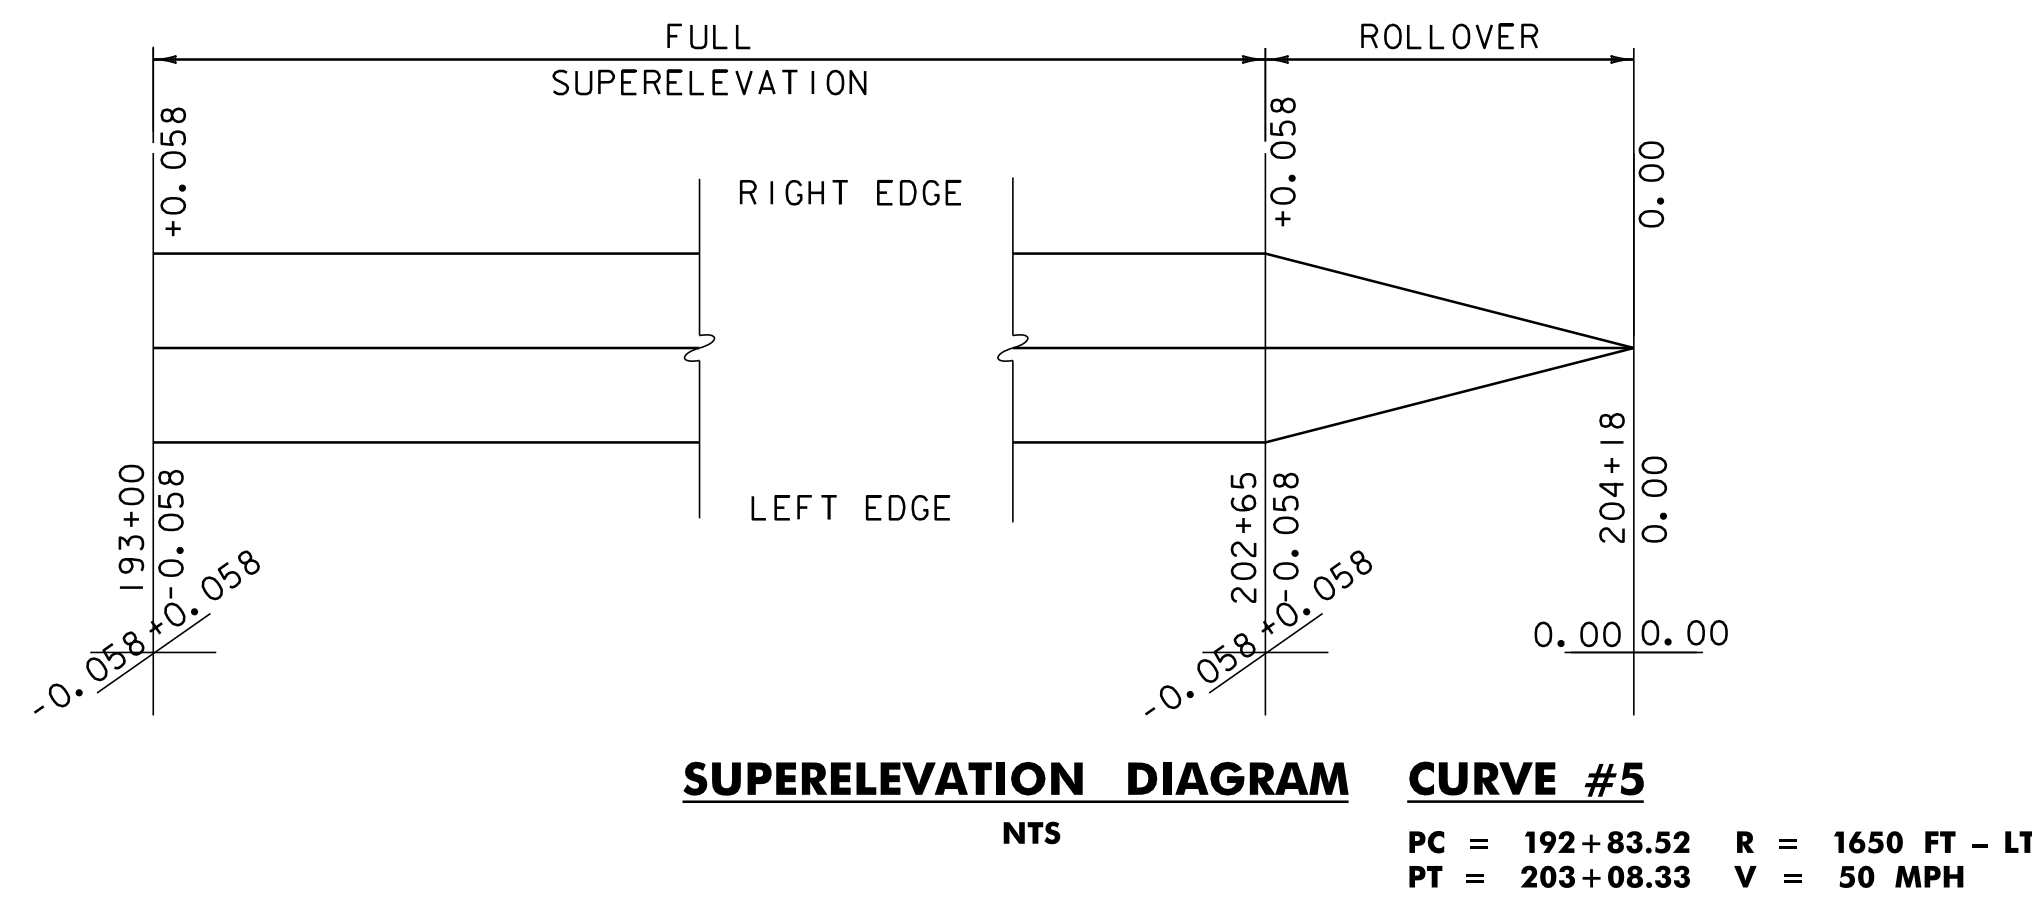 FULL
SUPERELEVATION
ROLLOVER
+0.058
+0.058
0.00
RIGHT EDGE
LEFT EDGE
193+00
-0.058
202+65
-0.058
204+18
0.00
-0.058 +0.058
-0.058 +0.058
0.00 0.00
SUPERELEVATION DIAGRAM
NTS
CURVE #5
PC = 192+83.52 R = 1650 FT - LT
PT = 203+08.33 V = 50 MPH